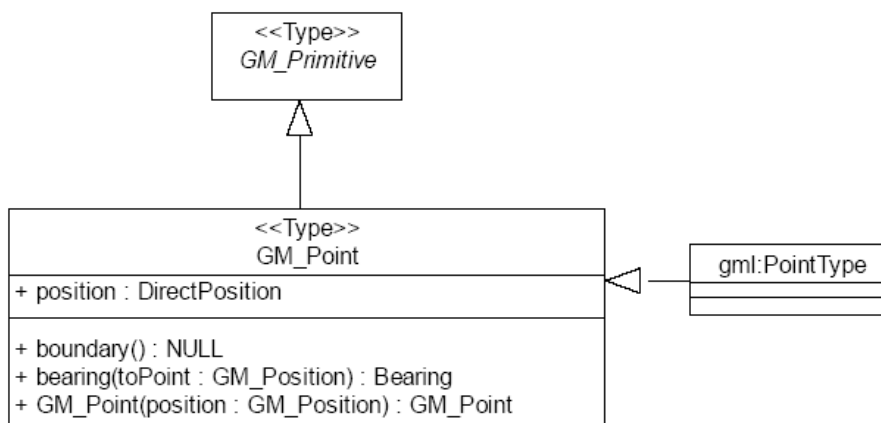 <<Type>>
GM_Primitive
<<Type>>
GM_Point
+ position : DirectPosition
+ boundary() : NULL
+ bearing(toPoint : GM_Position) : Bearing
+ GM_Point(position : GM_Position) : GM_Point
gml:PointType